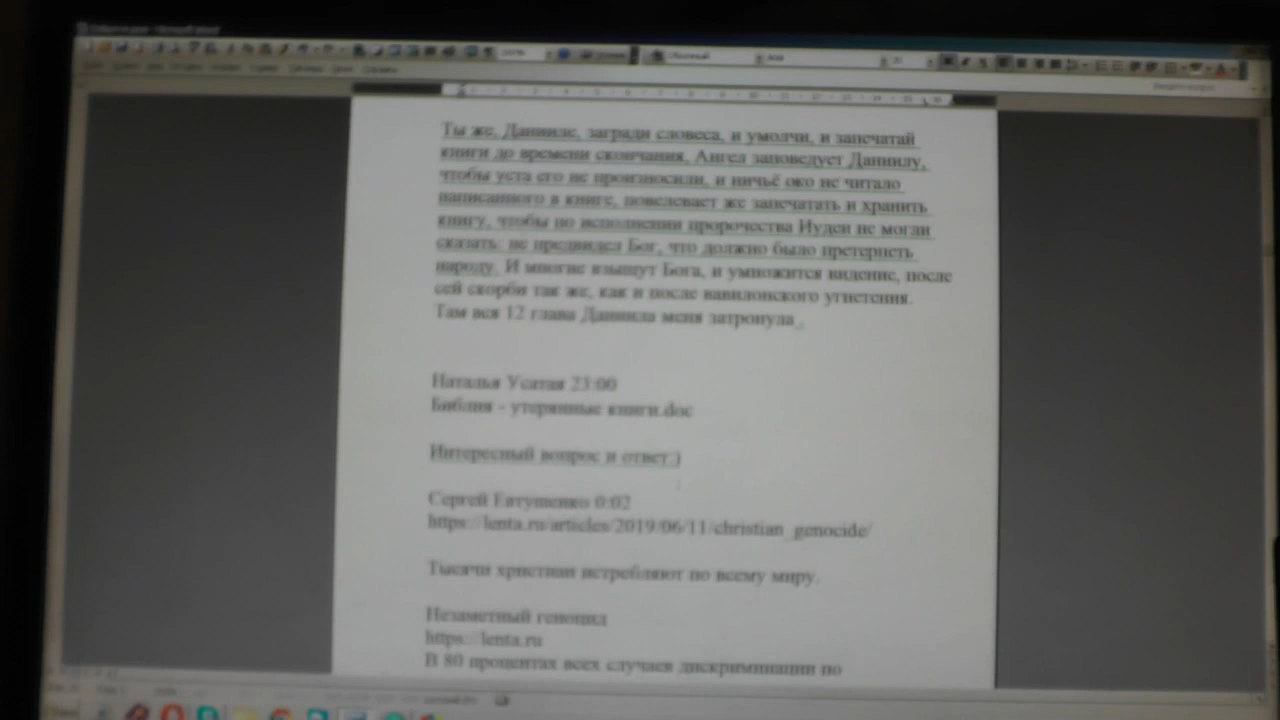 Ты же, Данииле, загради словеса, и умолчи, и запечатай
книги до времени скончания, Ангел заповедует Даниилу,
чтобы уста его не произносили, и ничьё око не читало
написанного в книге, повелевает же запечатать и хранить
книгу, чтобы по исполнении пророчества Иудеи не могли
сказать: не предвидел Бог, что должно было претерпеть
народу. И многие взыщут Бога, и умножится видение, после
сей скорби так же, как и после вавилонского угнетения.
Там вся 12 глава Даниила меня затронула .
Наталья Усатая 23:00
Библия - утерянные книги.doc
Интересный вопрос и ответ:)
Сергей Евтушенко 0:02
https://lenta.ru/articles/2019/06/11/christian_genocide/
Тысячи христиан истребляют по всему миру.
Незаметный геноцид
https://lenta.ru
В 80 процентах всех случаев дискриминации по